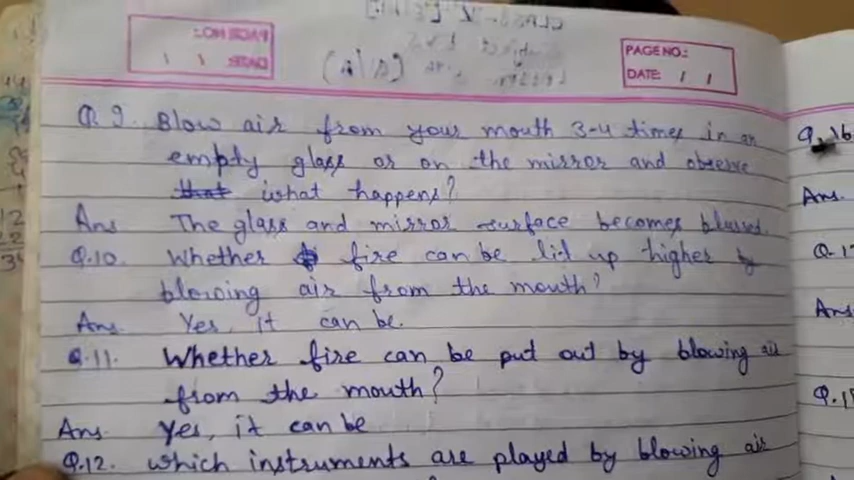 PAGE NO.:
DATE: / /
Q.9. Blow air from your mouth 3-4 times in an
empty glass or on the mirror and observe
that what happens?
Ans The glass and mirror surface becomes blurred.
Q.10. Whether fire can be lid up higher by
blowing air from the mouth?
Ans. Yes, it can be.
Q.11. Whether fire can be put out by blowing air
from the mouth?
Ans. Yes, it can be
Q.12. which instruments are played by blowing air
Q.16
Ans.
Ans